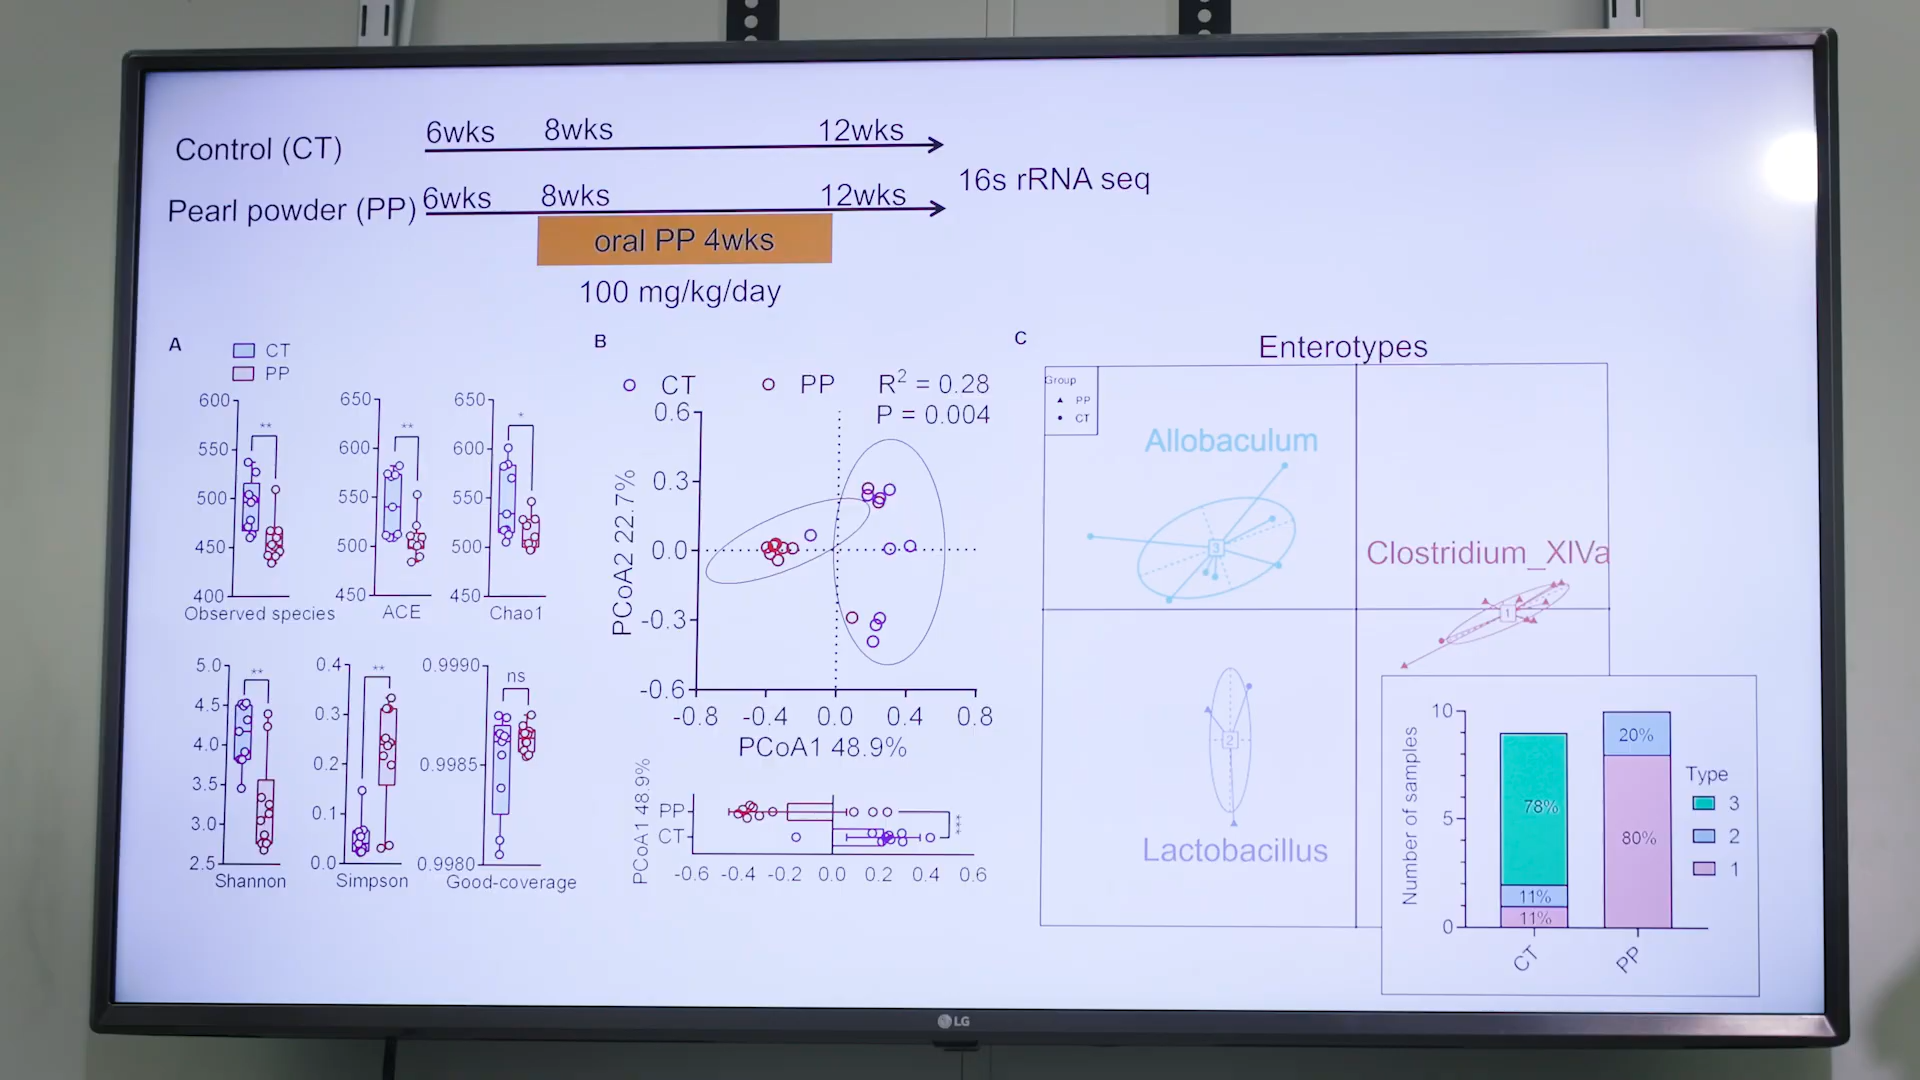 Control (CT)
6wks 8wks 12wks
16s rRNA seq
Pearl powder (PP)
6wks 8wks 12wks
oral PP 4wks
100 mg/kg/day
A
CT
PP
600
550
500
450
400
**
Observed species
650
600
550
500
450
**
ACE
650
600
550
500
450
*
Chao1
5.0
4.5
4.0
3.5
3.0
2.5
**
Shannon
0.4
0.3
0.2
0.1
0.0
**
Simpson
0.9990
0.9985
0.9980
ns
Good-coverage
B
CT PP R2 = 0.28
P = 0.004
PCoA2 22.7%
0.6
0.3
0.0
-0.3
-0.6
-0.8 -0.4 0.0 0.4 0.8
PCoA1 48.9%
PCoA1 48.9%
PP
CT
***
-0.6 -0.4 -0.2 0.0 0.2 0.4 0.6
C
Enterotypes
Group
PP
CT
Allobaculum
3
Clostridium_XIVa
1
2
Lactobacillus
Number of samples
10
5
0
78%
11%
11%
20%
80%
CT PP
Type
3
2
1
LG